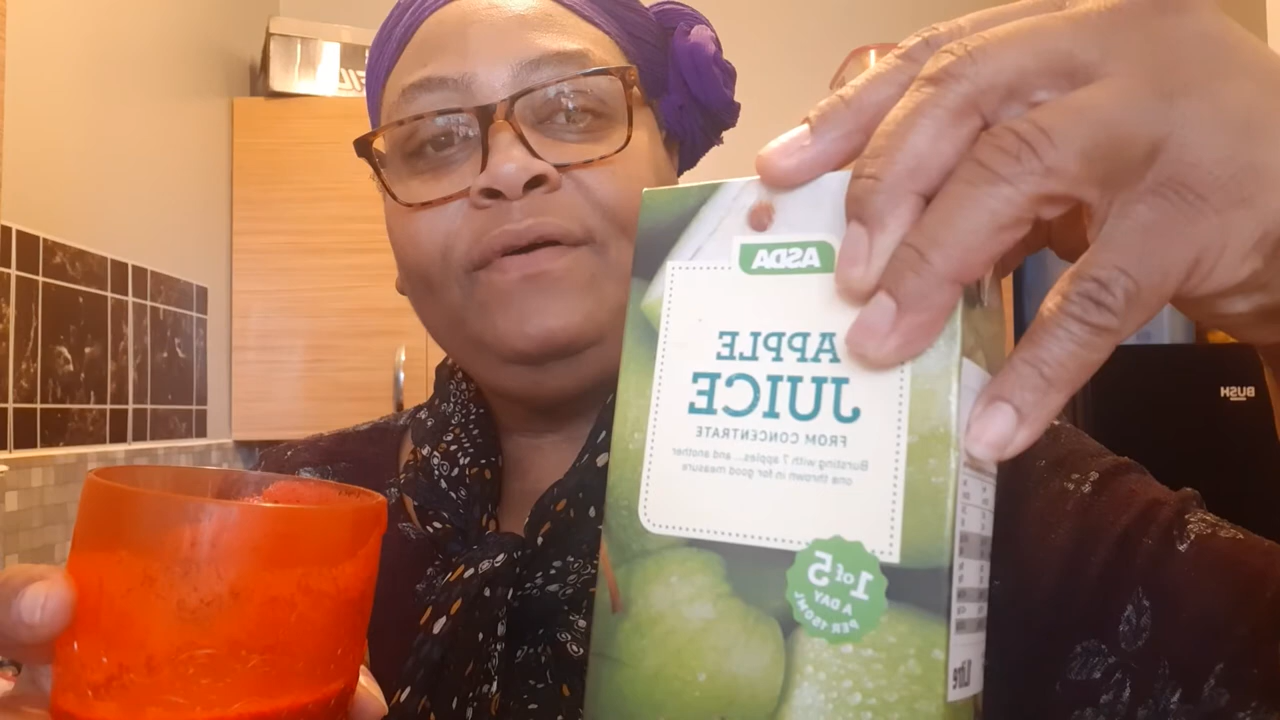 ASDA
APPLE
JUICE
FROM CONCENTRATE
Bursting with 7 apples...and another
one thrown in for good measure
1 of 5
A DAY
PER 150ML
1Litre
BUSH